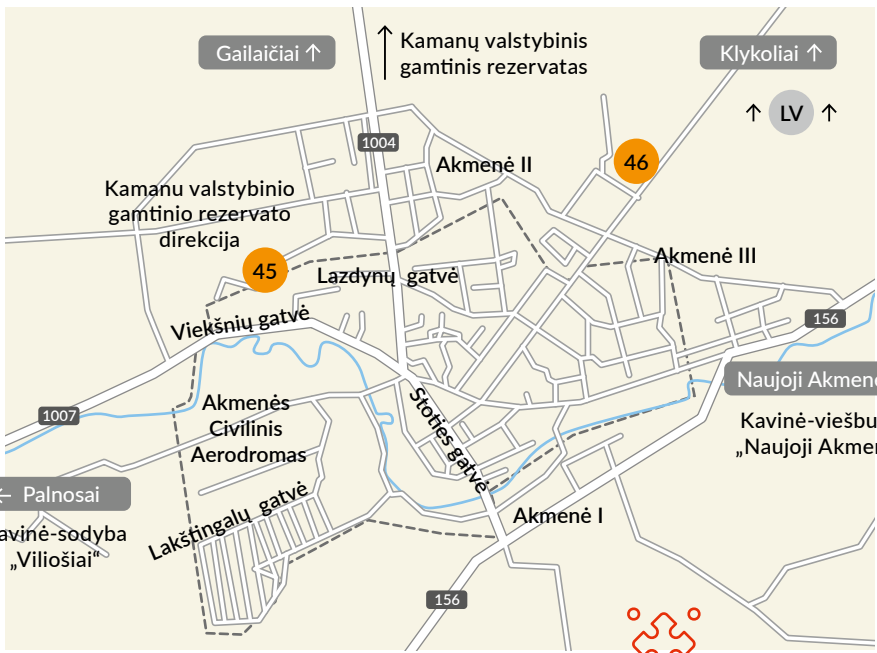 Gailaičiai ↑
↑ Kamanų valstybinis
gamtinis rezervatas
Klykoliai ↑
↑ LV ↑
1004
Akmenė II
46
Kamanu valstybinio
gamtinio rezervato
direkcija
45
Lazdynų gatvė
Akmenė III
Viekšnių gatvė
156
1007
Naujoji Akmenė
Akmenės
Civilinis
Aerodromas
Stoties gatvė
Kavinė-viešbu
„Naujoji Akmen
← Palnosai
avinė-sodyba
„Viliošiai“
Lakštingalų gatvė
Akmenė I
156